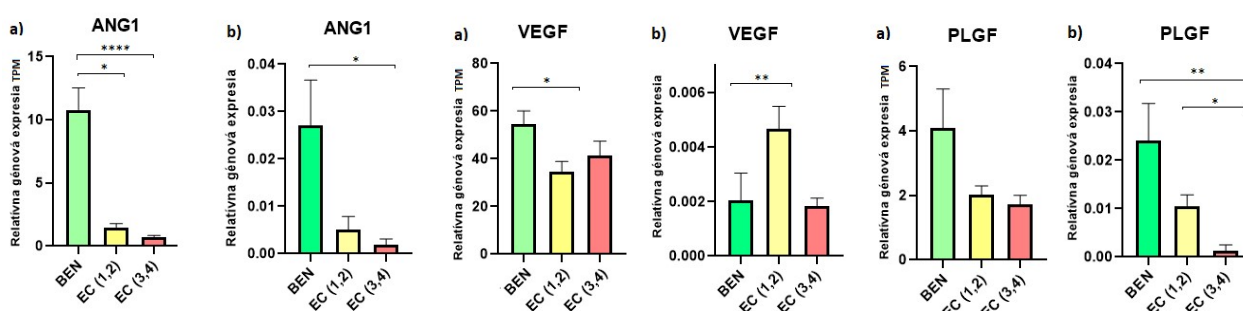 a) ANG1
Relatívna génová expresia TPM
15
10
5
0
****
*
BEN
EC (1,2)
EC (3,4)
b) ANG1
Relatívna génová expresia
0.04
0.03
0.02
0.01
0.00
*
BEN
EC (1,2)
EC (3,4)
a) VEGF
Relatívna génová expresia TPM
80
60
40
20
0
*
BEN
EC (1,2)
EC (3,4)
b) VEGF
Relatívna génová expresia
0.006
0.004
0.002
0.000
**
BEN
EC (1,2)
EC (3,4)
a) PLGF
Relatívna génová expresia TPM
6
4
2
0
BEN
EC (1,2)
EC (3,4)
b) PLGF
Relatívna génová expresia
0.04
0.03
0.02
0.01
0.00
**
*
BEN
EC (1,2)
EC (3,4)